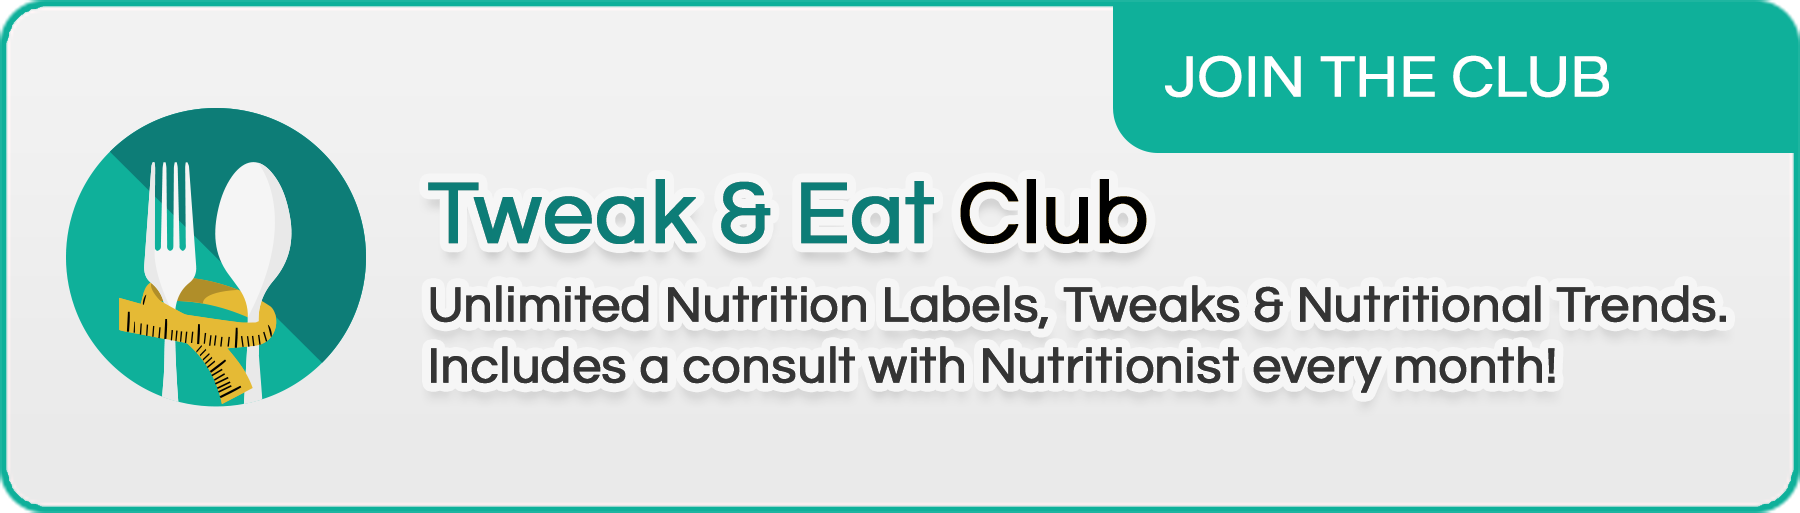 JOIN THE CLUB
Tweak & Eat Club
Unlimited Nutrition Labels, Tweaks & Nutritional Trends.
Includes a consult with Nutritionist every month!